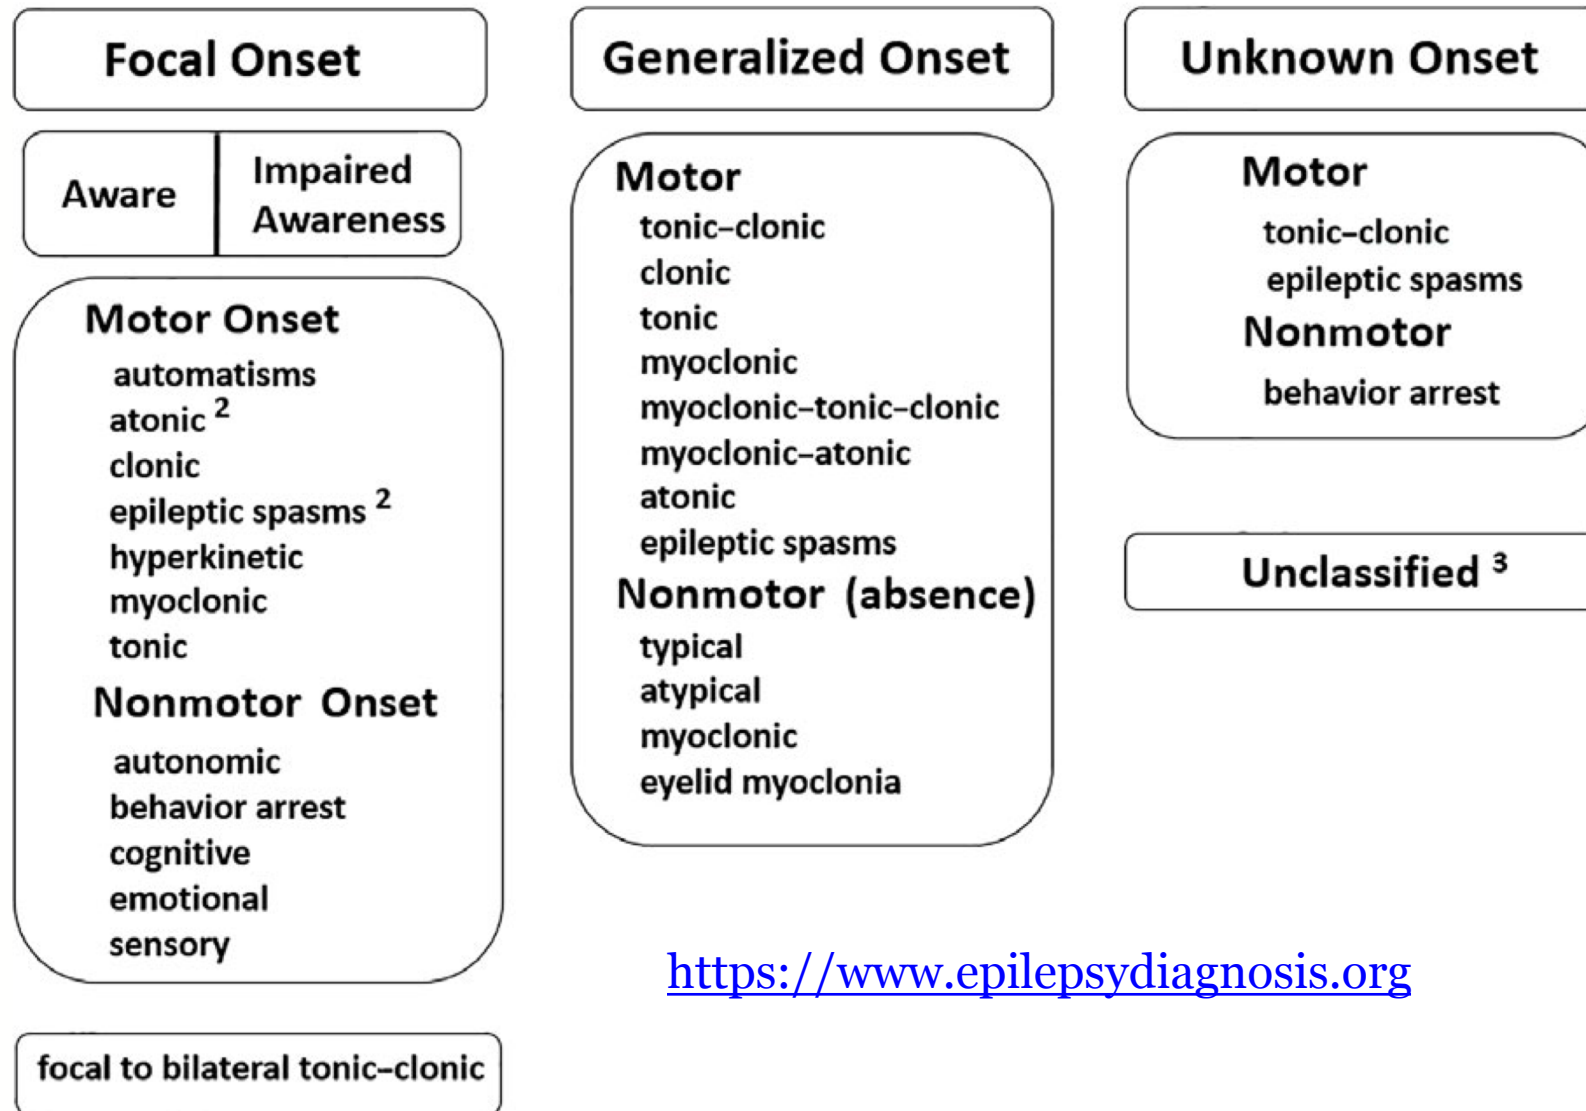 Focal Onset
Aware
Impaired
Awareness
Motor Onset
automatisms
atonic 2
clonic
epileptic spasms 2
hyperkinetic
myoclonic
tonic
Nonmotor Onset
autonomic
behavior arrest
cognitive
emotional
sensory
focal to bilateral tonic–clonic
Generalized Onset
Motor
tonic–clonic
clonic
tonic
myoclonic
myoclonic–tonic–clonic
myoclonic–atonic
atonic
epileptic spasms
Nonmotor (absence)
typical
atypical
myoclonic
eyelid myoclonia
Unknown Onset
Motor
tonic–clonic
epileptic spasms
Nonmotor
behavior arrest
Unclassified 3
https://www.epilepsydiagnosis.org